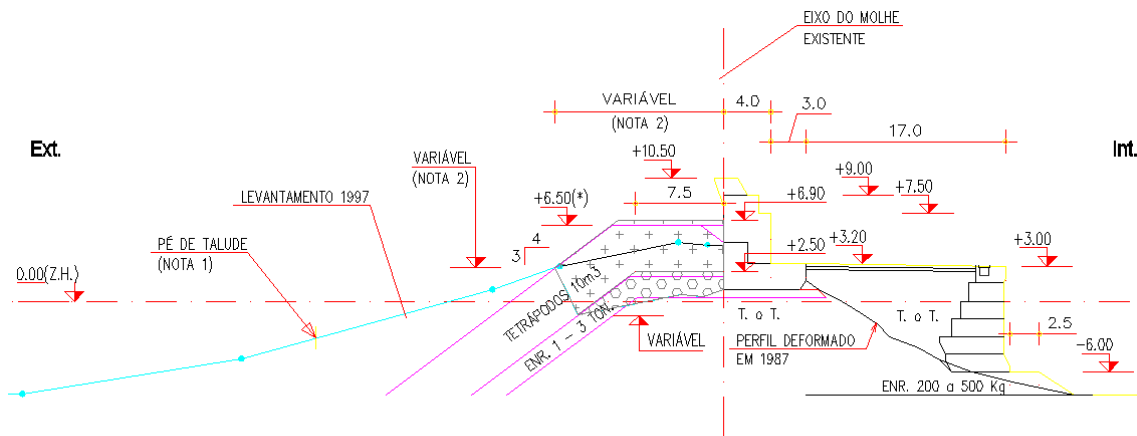 EIXO DO MOLHE
EXISTENTE
VARIÁVEL
(NOTA 2)
4.0
3.0
17.0
Ext.
Int.
VARIÁVEL
(NOTA 2)
+10.50
+9.00
+7.50
LEVANTAMENTO 1997
+6.50(*)
7.5
+6.90
PÉ DE TALUDE
(NOTA 1)
4
3
+2.50
+3.20
+3.00
0.00(Z.H.)
TETRÁPODOS 10m3
ENR. 1 - 3 TON.
VARIÁVEL
T. o T.
T. o T.
PERFIL DEFORMADO
EM 1987
2.5
-6.00
ENR. 200 a 500 Kg